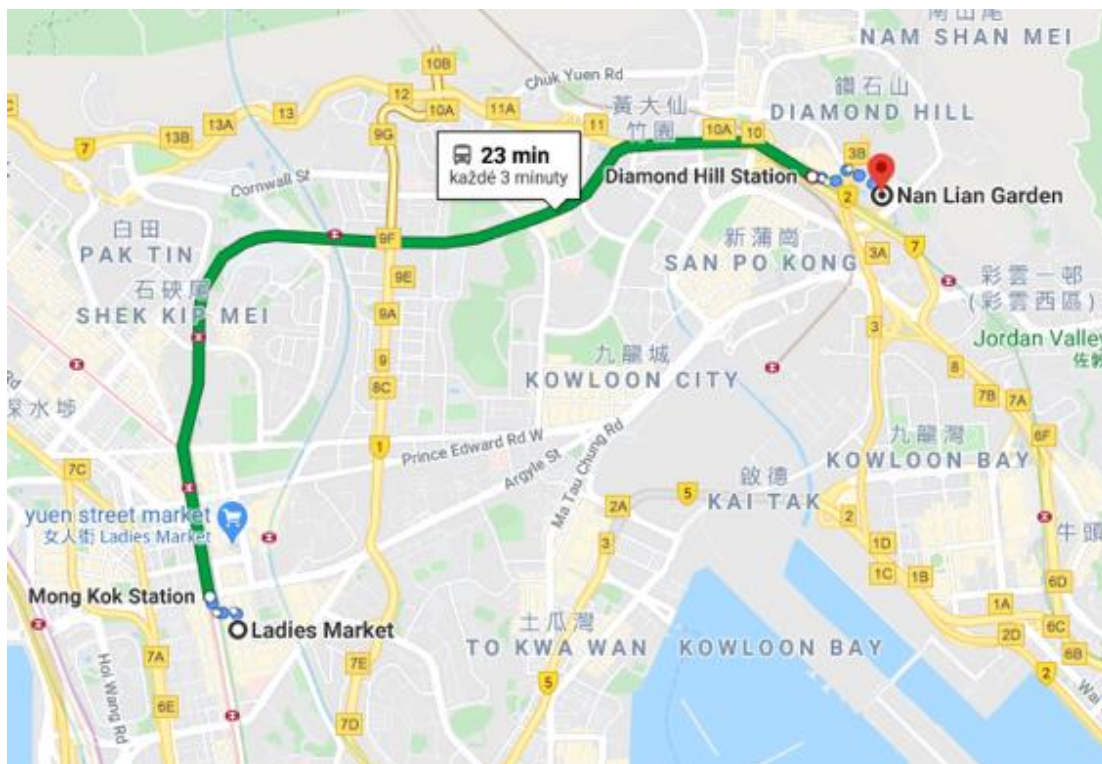 NAM SHAN MEI
10B
Chuk Yuen Rd
鑽石山
DIAMOND HILL
12
10A
11A
13
13A
13B
7
9G
11
黃大仙
竹園
10A
10
3B
23 min
každé 3 minuty
Diamond Hill Station
2
Nan Lian Garden
Cornwall St
白田
PAK TIN
9F
新蒲崗
SAN PO KONG
3A
7
9E
彩雲一邨
(彩雲西區)
石硤尾
SHEK KIP MEI
9A
3
Jordan Valley
佐敦
九龍城
KOWLOON CITY
9
8C
8
7B
7A
Rd
深水埗
Prince Edward Rd W
1
6F
九龍灣
KOWLOON BAY
Argyle St
Ma Tau Chung Rd
7C
啟德
KAI TAK
5
2A
2
yuen street market
女人街 Ladies Market
牛頭
3
1D
1C
1B
6D
Mong Kok Station
Ladies Market
1A
6C
2D
土瓜灣
TO KWA WAN
KOWLOON BAY
6B
7A
7E
Hoi Wang Rd
6E
5
2
Wai
7D